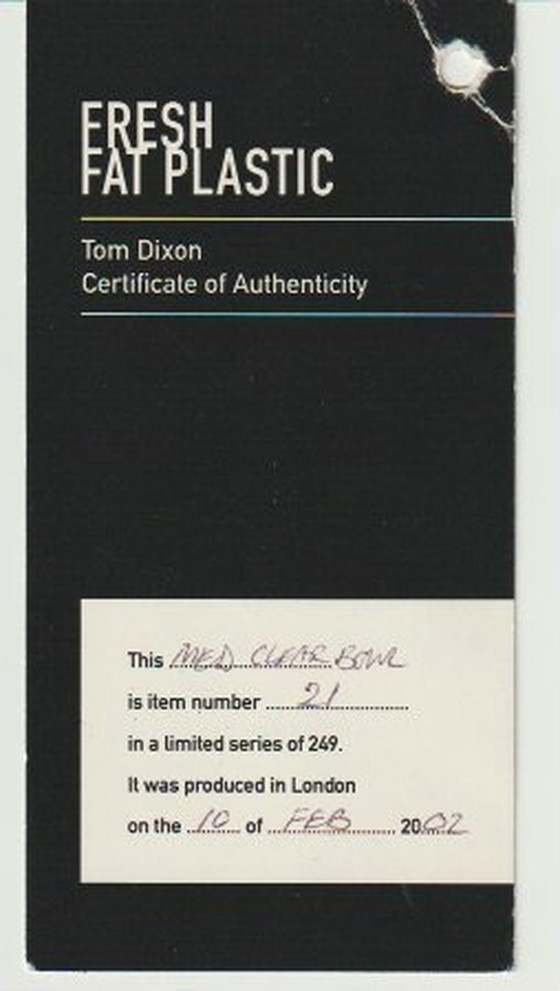 FRESH
FAT PLASTIC
Tom Dixon
Certificate of Authenticity
This MED CLEAR BOWL
is item number 21
in a limited series of 249.
It was produced in London
on the 10 of FEB 2002